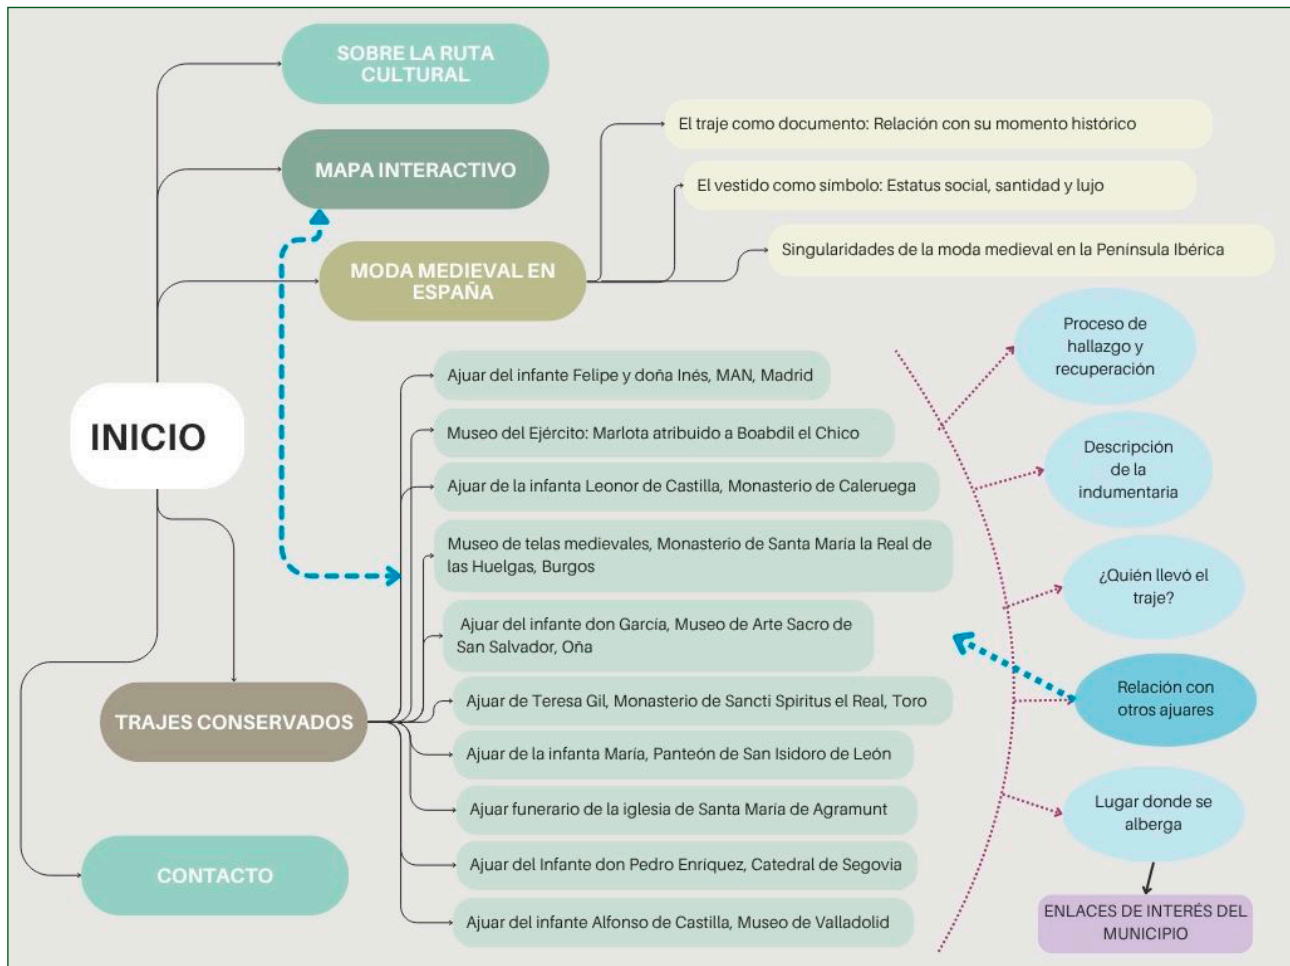 SOBRE LA RUTA
CULTURAL
MAPA INTERACTIVO
MODA MEDIEVAL EN
ESPAÑA
El traje como documento: Relación con su momento histórico
El vestido como símbolo: Estatus social, santidad y lujo
Singularidades de la moda medieval en la Península Ibérica
INICIO
TRAJES CONSERVADOS
Ajuar del infante Felipe y doña Inés, MAN, Madrid
Museo del Ejército: Marlota atribuido a Boabdil el Chico
Ajuar de la infanta Leonor de Castilla, Monasterio de Caleruega
Museo de telas medievales, Monasterio de Santa María la Real de
las Huelgas, Burgos
Ajuar del infante don García, Museo de Arte Sacro de
San Salvador, Oña
Ajuar de Teresa Gil, Monasterio de Sancti Spiritus el Real, Toro
Ajuar de la infanta María, Panteón de San Isidoro de León
Ajuar funerario de la iglesia de Santa María de Agramunt
Ajuar del Infante don Pedro Enríquez, Catedral de Segovia
Ajuar del infante Alfonso de Castilla, Museo de Valladolid
Proceso de
hallazgo y
recuperación
Descripción
de la
indumentaria
¿Quién llevó el
traje?
Relación con
otros ajuares
Lugar donde se
alberga
ENLACES DE INTERÉS DEL
MUNICIPIO
CONTACTO